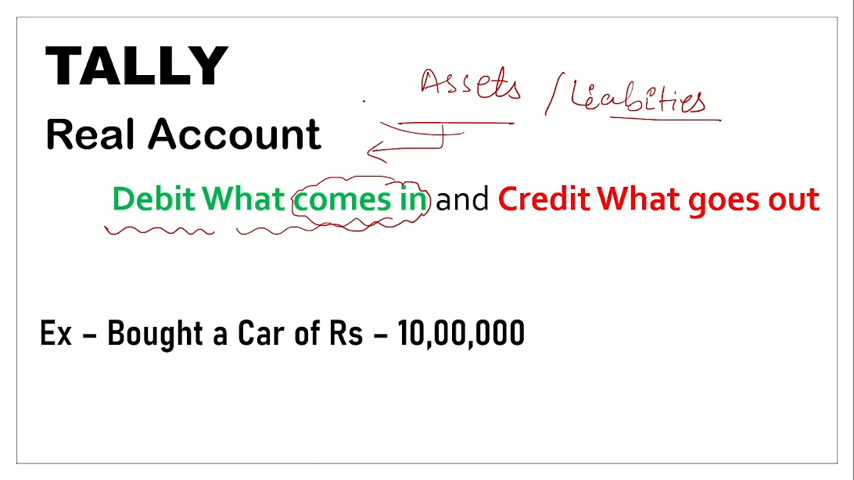 TALLY
Assets / Leabities
Real Account
Debit What comes in and Credit What goes out
Ex – Bought a Car of Rs – 10,00,000